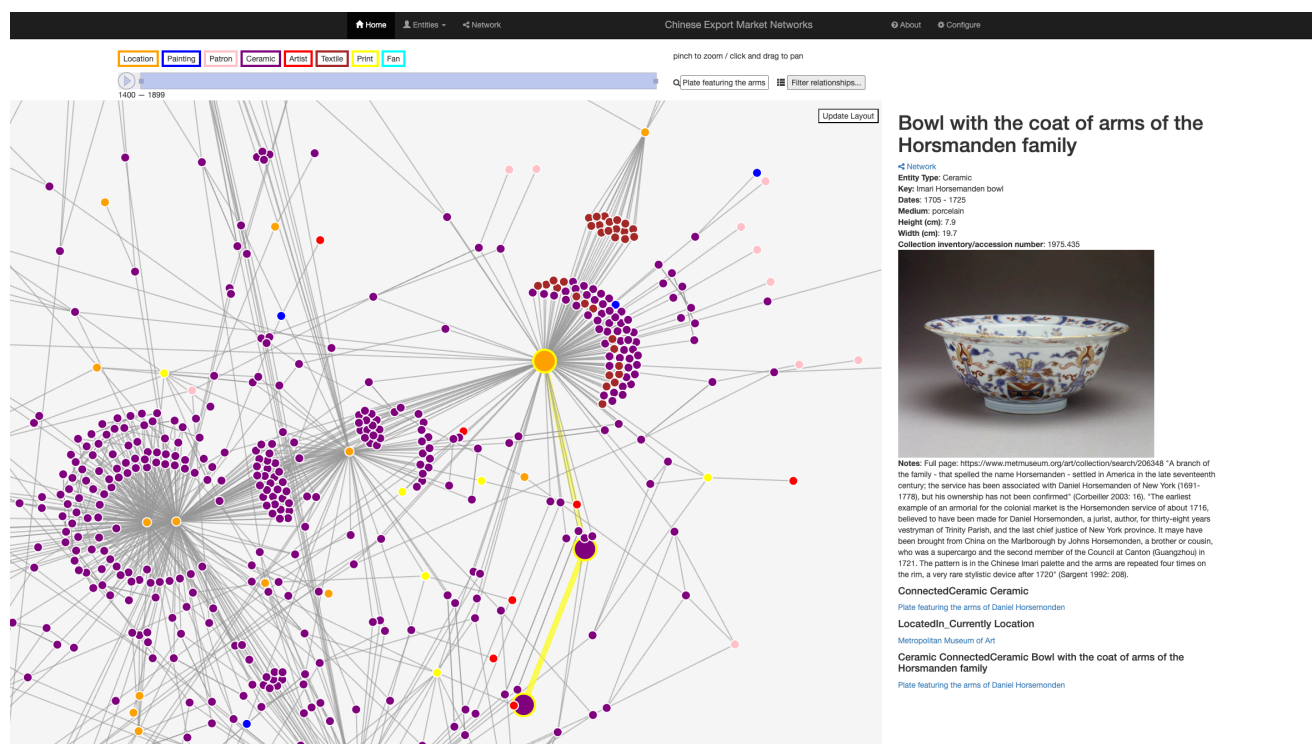 Home Entities Network Chinese Export Market Networks About Configure
Location Painting Patron Ceramic Artist Textile Print Fan
pinch to zoom / click and drag to pan
Plate featuring the arms Filter relationships...
1400 — 1899
Update Layout
Bowl with the coat of arms of the
Horsmanden family
Network
Entity Type: Ceramic
Key: Imari Horsemanden bowl
Dates: 1705 - 1725
Medium: porcelain
Height (cm): 7.9
Width (cm): 19.7
Collection inventory/accession number: 1975.435
Notes: Full page: https://www.metmuseum.org/art/collection/search/206348 "A branch of
the family - that spelled the name Horsemanden - settled in America in the late seventeenth
century; the service has been associated with Daniel Horsemanden of New York (1691-
1778), but his ownership has not been confirmed" (Corbeiller 2003: 16). "The earliest
example of an armorial for the colonial market is the Horsemonden service of about 1716,
believed to have been made for Daniel Horsemonden, a jurist, author, for thirty-eight years
vestryman of Trinity Parish, and the last chief justice of New York province. It maye have
been brought from China on the Marlborough by Johns Horsemonden, a brother or cousin,
who was a supercargo and the second member of the Council at Canton (Guangzhou) in
1721. The pattern is in the Chinese Imari palette and the arms are repeated four times on
the rim, a very rare stylistic device after 1720" (Sargent 1992: 208).
ConnectedCeramic Ceramic
Plate featuring the arms of Daniel Horsemonden
LocatedIn_Currently Location
Metropolitan Museum of Art
Ceramic ConnectedCeramic Bowl with the coat of arms of the
Horsmanden family
Plate featuring the arms of Daniel Horsemonden